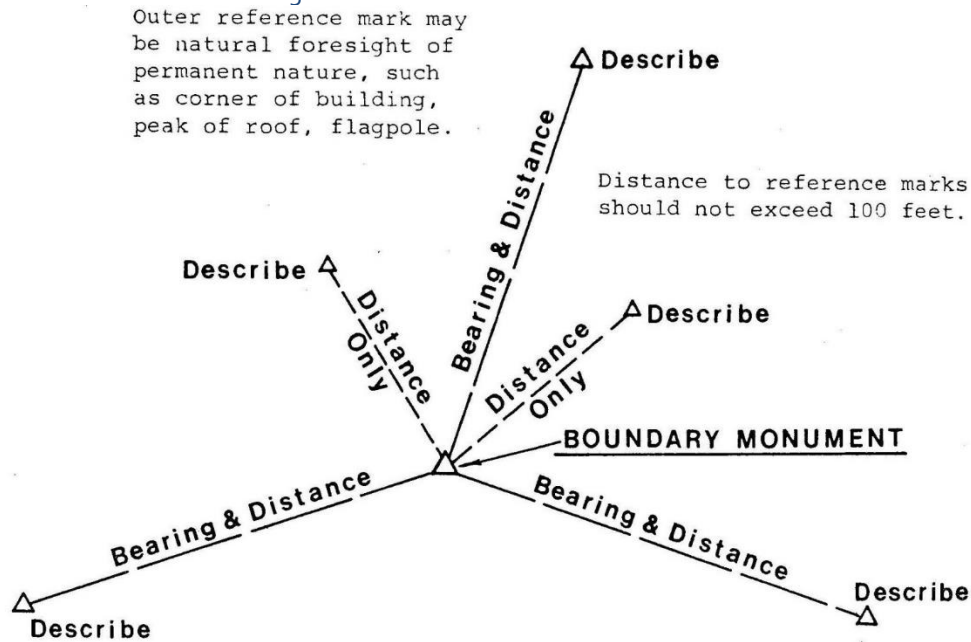 Outer reference mark may
be natural foresight of
permanent nature, such
as corner of building,
peak of roof, flagpole.
Describe
Distance to reference marks
should not exceed 100 feet.
Bearing & Distance
Describe
Distance
Only
Describe
Distance
Only
BOUNDARY MONUMENT
Bearing & Distance
Bearing & Distance
Describe
Describe